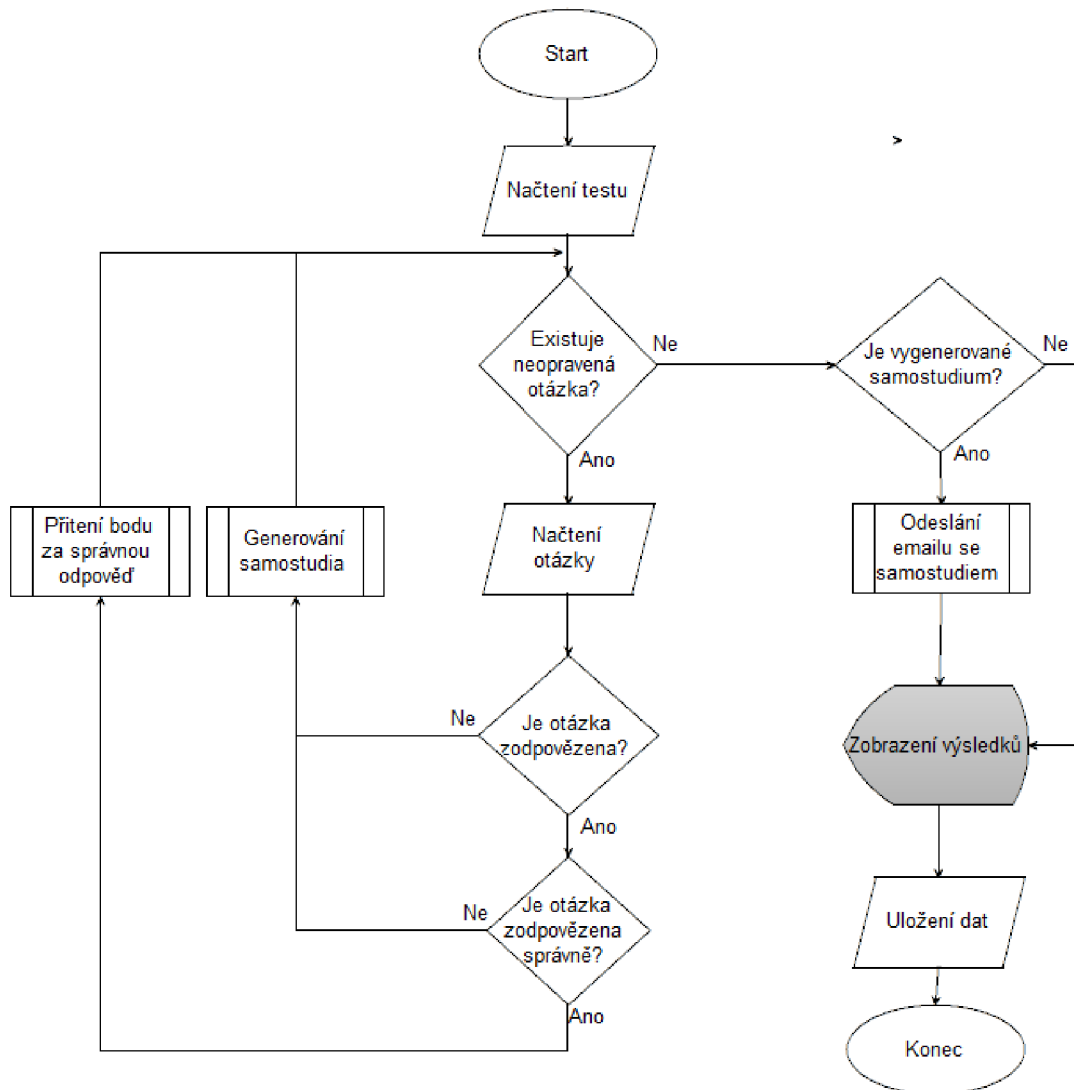 Start
>
Načtení testu
Existuje
neopravená
otázka?
Ne
Je vygenerované
samostudium?
Ne
Ano
Ano
Přitení bodu
za správnou
odpověď
Generování
samostudia
Načtení
otázky
Odeslání
emailu se
samostudiem
Ne
Je otázka
zodpovězena?
Zobrazení výsledků
Ano
Ne
Je otázka
zodpovězena
správně?
Uložení dat
Ano
Konec